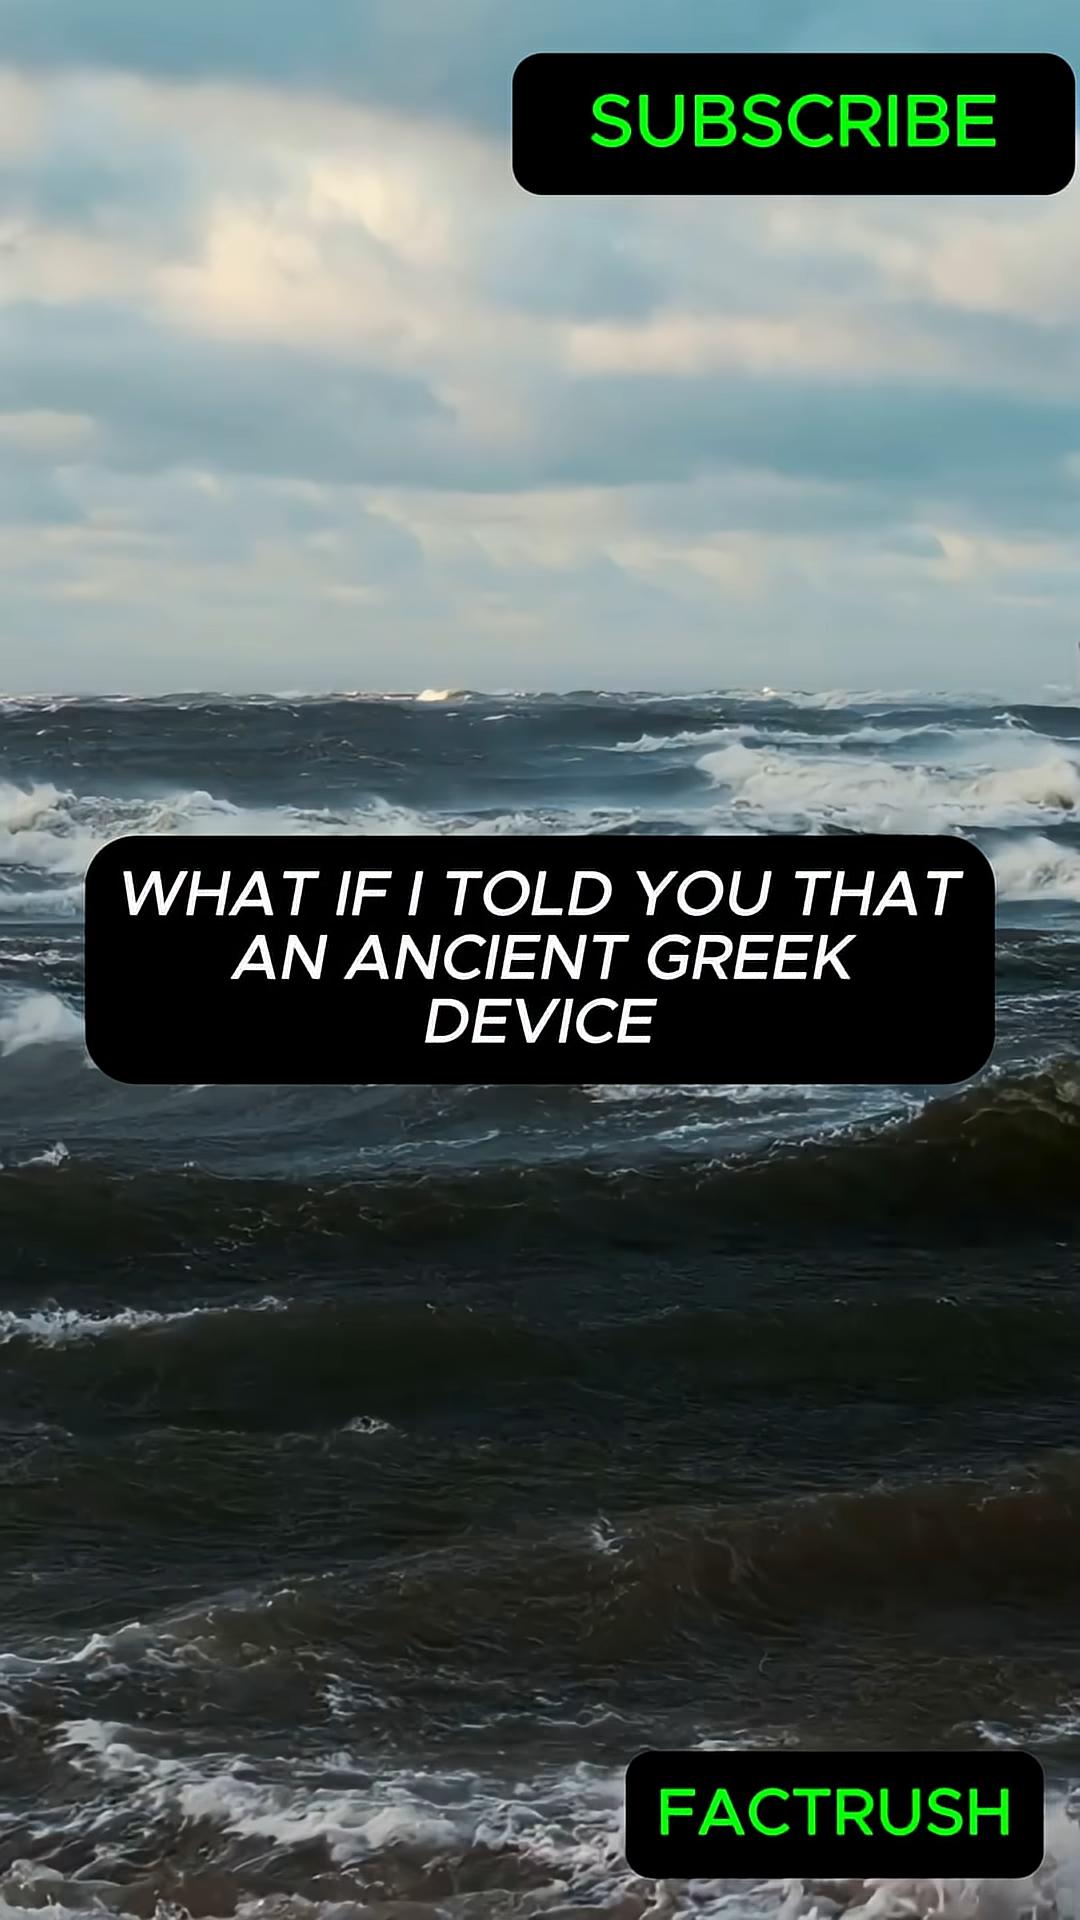 SUBSCRIBE
WHAT IF I TOLD YOU THAT
AN ANCIENT GREEK
DEVICE
FACTRUSH